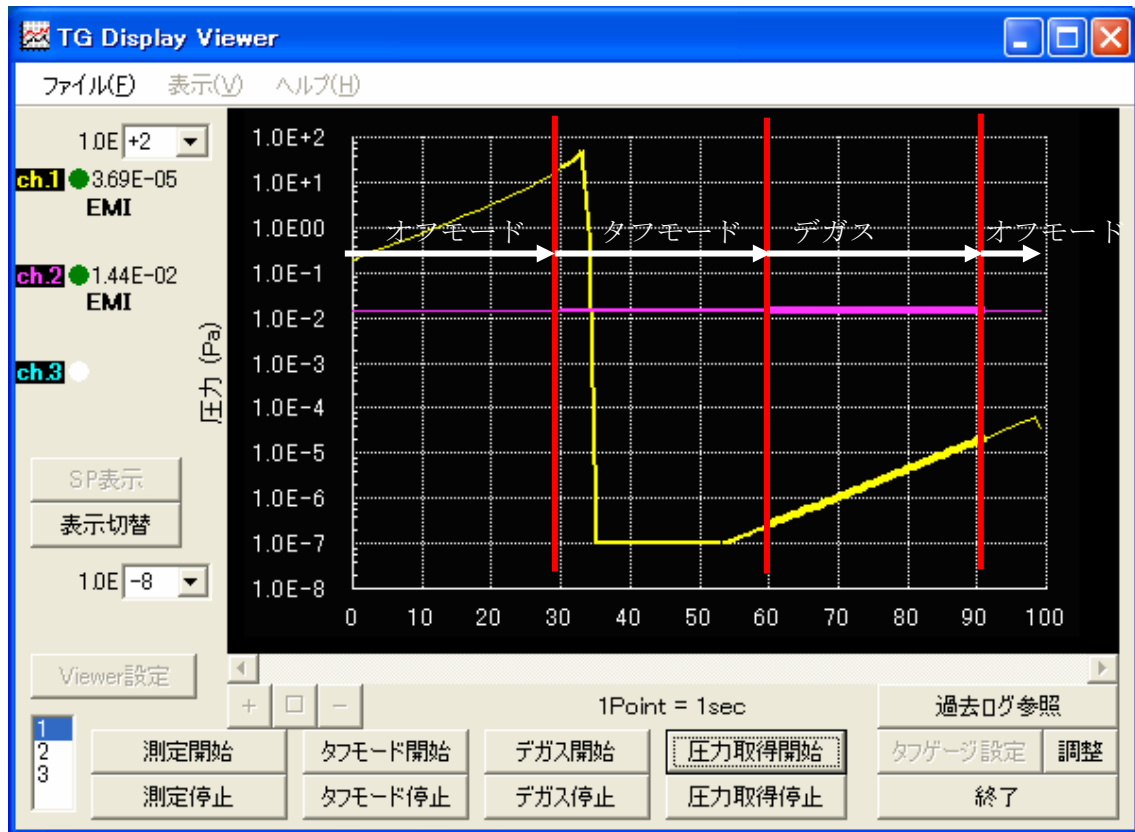 TG Display Viewer
ファイル(F) 表示(V) ヘルプ(H)
1.0E +2
ch.1 3.69E-05
EMI
ch.2 1.44E-02
EMI
ch.3
圧力 (Pa)
SP表示
表示切替
1.0E -8
Viewer設定
1.0E+2
1.0E+1
1.0E00
1.0E-1
1.0E-2
1.0E-3
1.0E-4
1.0E-5
1.0E-6
1.0E-7
1.0E-8
オフモード タフモード デガス オフモード
0 10 20 30 40 50 60 70 80 90 100
+ □ - 1Point = 1sec 過去ログ参照
1
2
3
測定開始 タフモード開始 デガス開始 圧力取得開始 タフゲージ設定 調整
測定停止 タフモード停止 デガス停止 圧力取得停止 終了